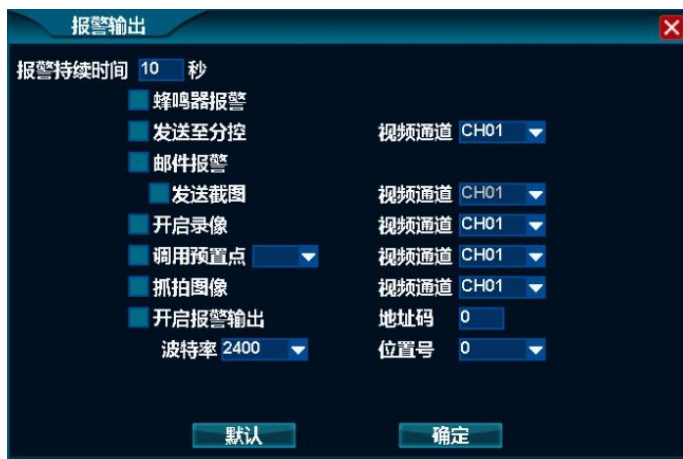 报警输出
报警持续时间 10 秒
蜂鸣器报警
发送至分控 视频通道 CH01
邮件报警
发送截图 视频通道 CH01
开启录像 视频通道 CH01
调用预置点 视频通道 CH01
抓拍图像 视频通道 CH01
开启报警输出 地址码 0
波特率 2400 位置号 0
默认 确定